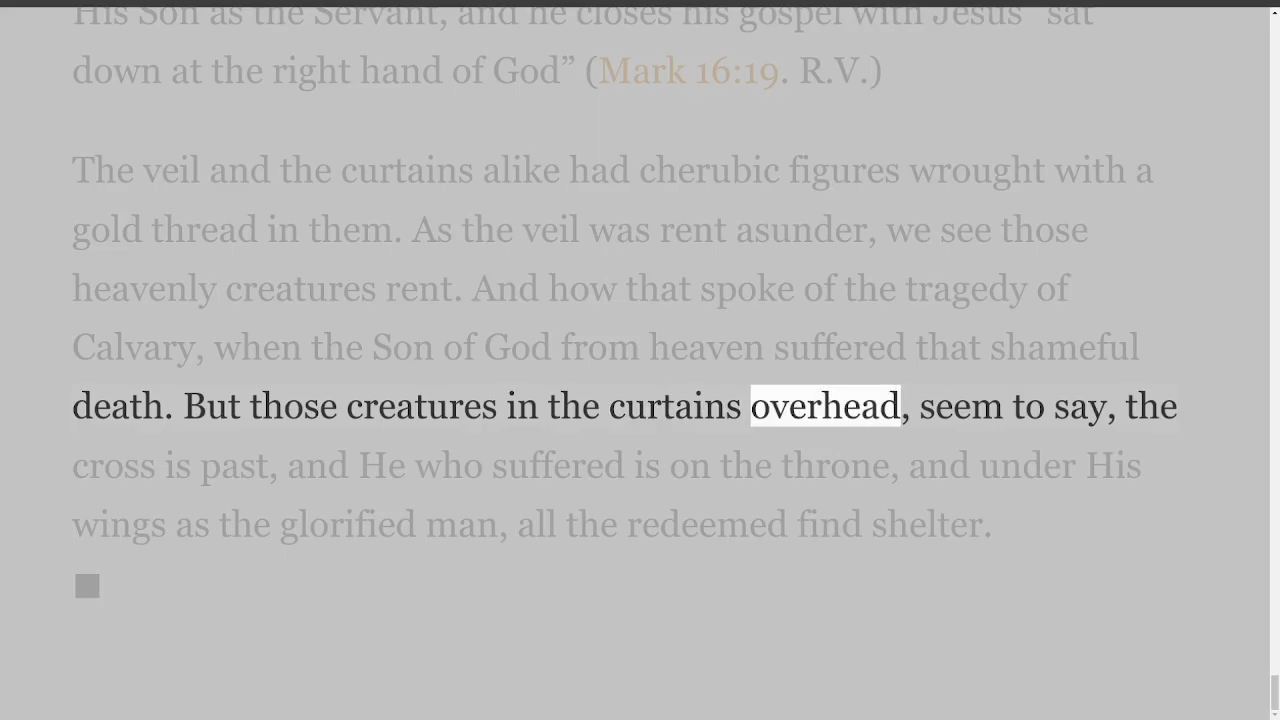 His Son as the Servant, and he closes his gospel with Jesus “sat
down at the right hand of God” (Mark 16:19. R.V.)
The veil and the curtains alike had cherubic figures wrought with a
gold thread in them. As the veil was rent asunder, we see those
heavenly creatures rent. And how that spoke of the tragedy of
Calvary, when the Son of God from heaven suffered that shameful
death. But those creatures in the curtains overhead, seem to say, the
cross is past, and He who suffered is on the throne, and under His
wings as the glorified man, all the redeemed find shelter.